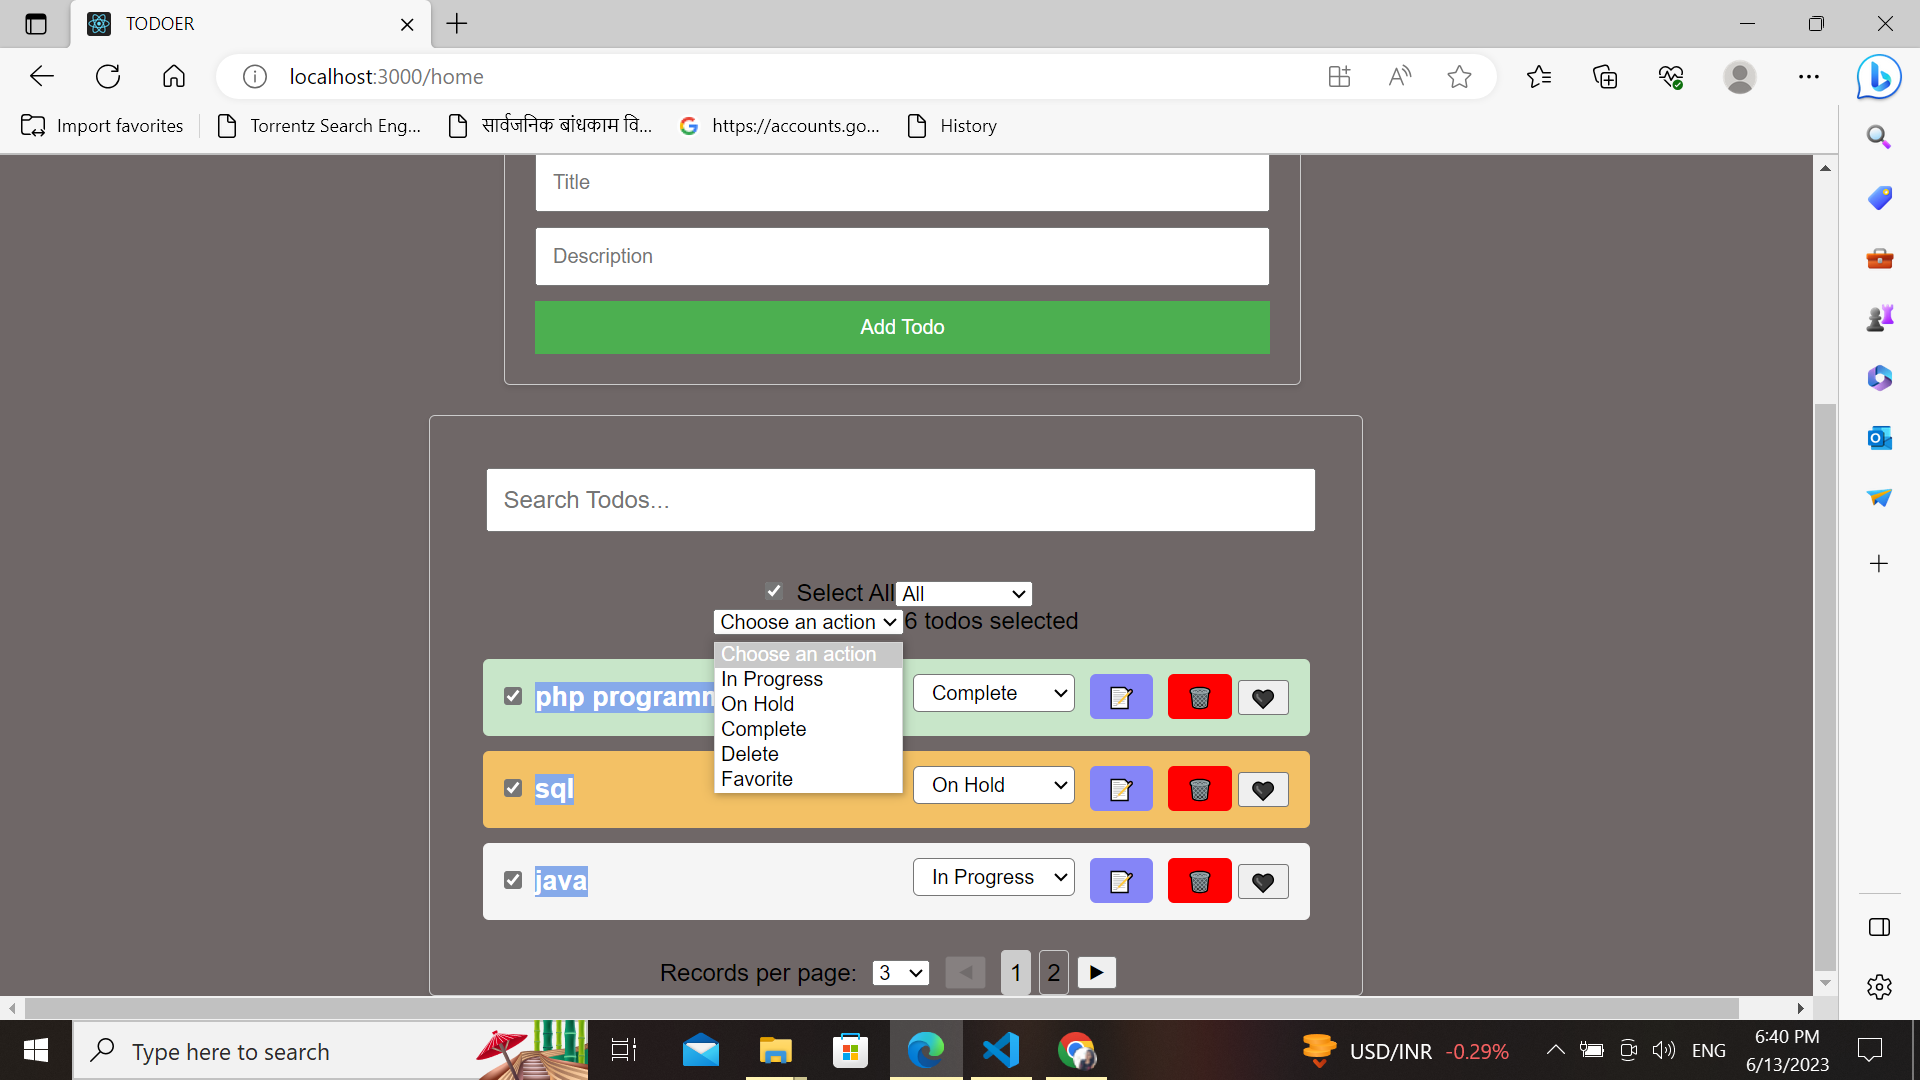 TODOER
localhost:3000/home
Import favorites
Torrentz Search Eng...
सार्वजनिक बांधकाम वि...
https://accounts.go...
History
Title
Description
Add Todo
Search Todos...
Select All All
Choose an action 6 todos selected
Choose an action
In Progress
On Hold
Complete
Delete
Favorite
php programm Complete
sql On Hold
java In Progress
Records per page: 3 1 2
Type here to search
USD/INR -0.29%
ENG
6:40 PM
6/13/2023